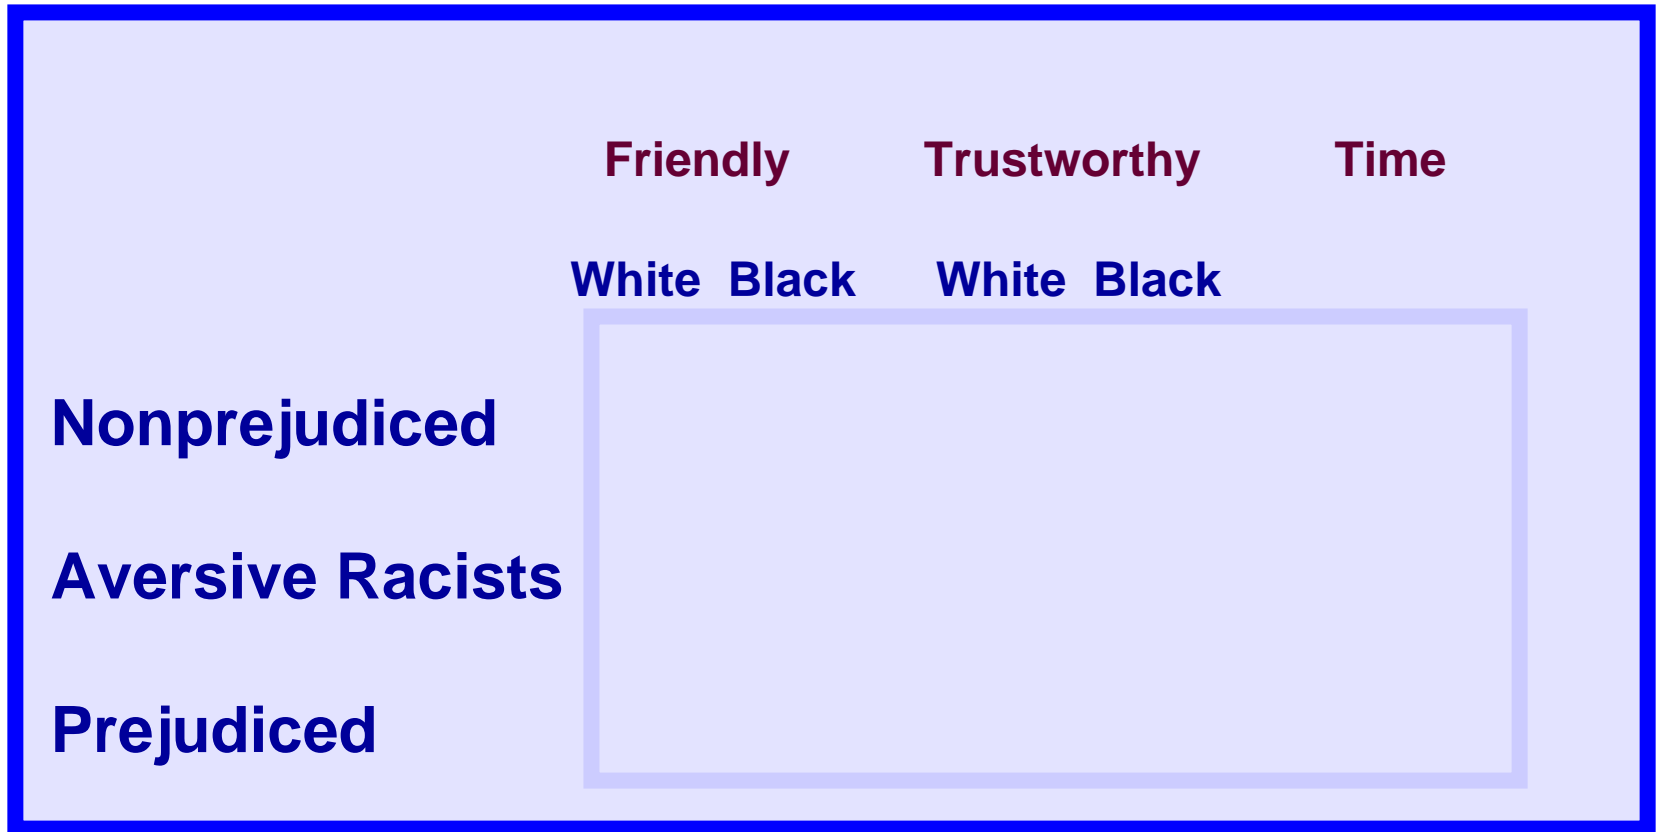 Friendly Trustworthy Time
White Black White Black
Nonprejudiced
Aversive Racists
Prejudiced